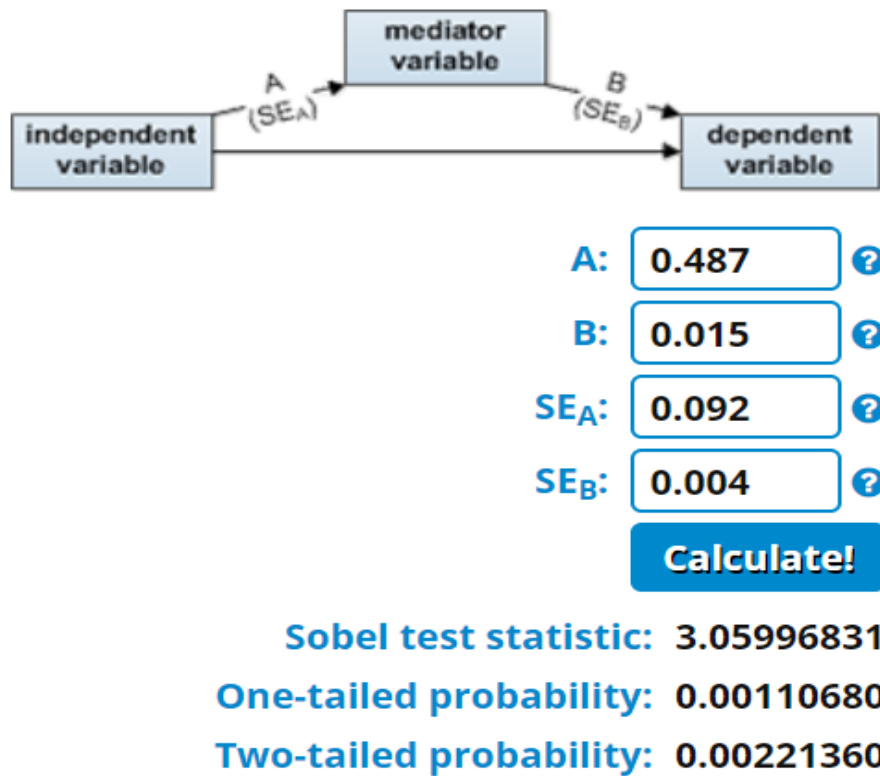 mediator
variable
A
(SEA)
B
(SEB)
independent
variable
dependent
variable
A: 0.487 ?
B: 0.015 ?
SEA: 0.092 ?
SEB: 0.004 ?
Calculate!
Sobel test statistic: 3.05996831
One-tailed probability: 0.00110680
Two-tailed probability: 0.00221360